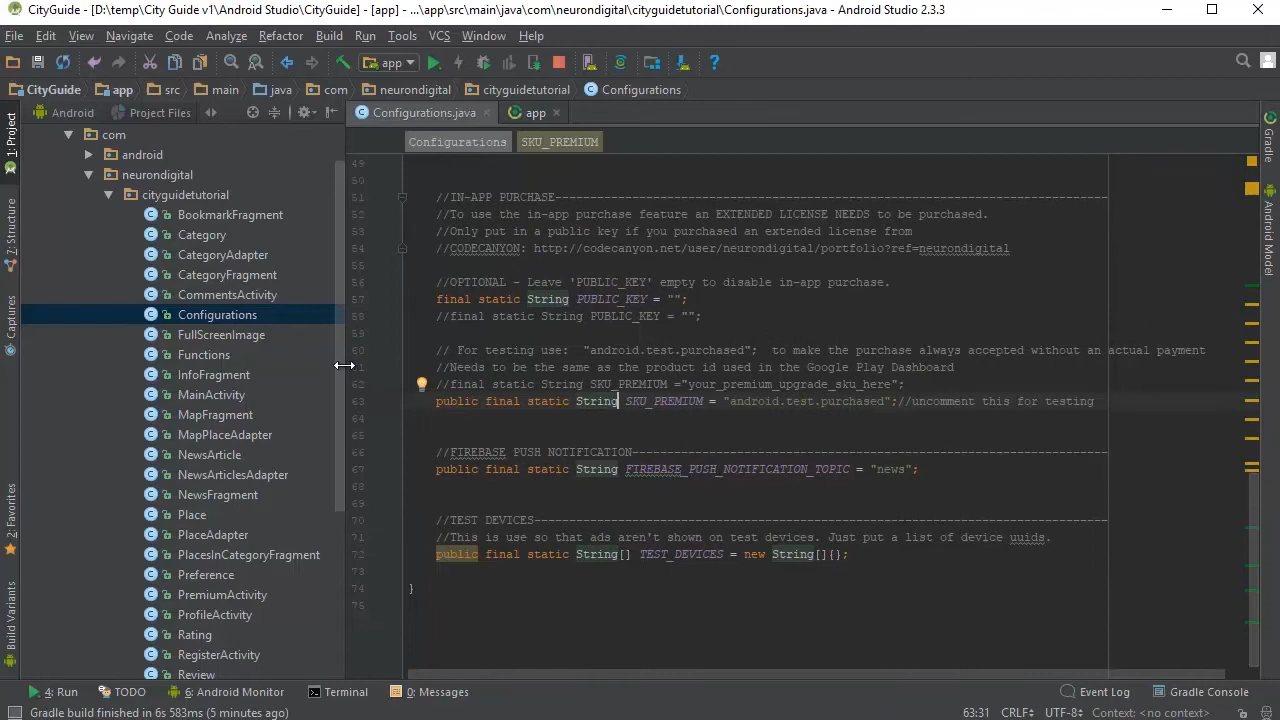 CityGuide - [D:\temp\City Guide v1\Android Studio\CityGuide] - [app] - ...\app\src\main\java\com\neurondigital\cityguidetutorial\Configurations.java - Android Studio 2.3.3
File Edit View Navigate Code Analyze Refactor Build Run Tools VCS Window Help
app
CityGuide app src main java com neurondigital cityguidetutorial Configurations
1: Project
7: Structure
Captures
2: Favorites
Build Variants
Android Project Files
com
android
neurondigital
cityguidetutorial
BookmarkFragment
Category
CategoryAdapter
CategoryFragment
CommentsActivity
Configurations
FullScreenImage
Functions
InfoFragment
MainActivity
MapFragment
MapPlaceAdapter
NewsArticle
NewsArticlesAdapter
NewsFragment
Place
PlaceAdapter
PlacesInCategoryFragment
Preference
PremiumActivity
ProfileActivity
Rating
RegisterActivity
Review
Configurations.java app
Configurations SKU_PREMIUM
49
50
51 //IN-APP PURCHASE------------------------------------------------------------------------------
52 //To use the in-app purchase feature an EXTENDED LICENSE NEEDS to be purchased.
53 //Only put in a public key if you purchased an extended license from
54 //CODECANYON: http://codecanyon.net/user/neurondigital/portfolio?ref=neurondigital
55
56 //OPTIONAL - Leave 'PUBLIC_KEY' empty to disable in-app purchase.
57 final static String PUBLIC_KEY = "";
58 //final static String PUBLIC_KEY = "";
59
60 // For testing use:  "android.test.purchased";  to make the purchase always accepted without an actual payment
1 //Needs to be the same as the product id used in the Google Play Dashboard
62 //final static String SKU_PREMIUM ="your_premium_upgrade_sku_here";
63 public final static String SKU_PREMIUM = "android.test.purchased";//uncomment this for testing
64
65
66 //FIREBASE PUSH NOTIFICATION-------------------------------------------------------------------
67 public final static String FIREBASE_PUSH_NOTIFICATION_TOPIC = "news";
68
69
70 //TEST DEVICES---------------------------------------------------------------------------------
71 //This is use so that ads aren't shown on test devices. Just put a list of device uuids.
72 public final static String[] TEST_DEVICES = new String[]{};
73
74 }
75
Gradle
Android Model
4: Run TODO 6: Android Monitor Terminal 0: Messages Event Log Gradle Console
Gradle build finished in 6s 583ms (5 minutes ago) 63:31 CRLF UTF-8 Context: <no context>